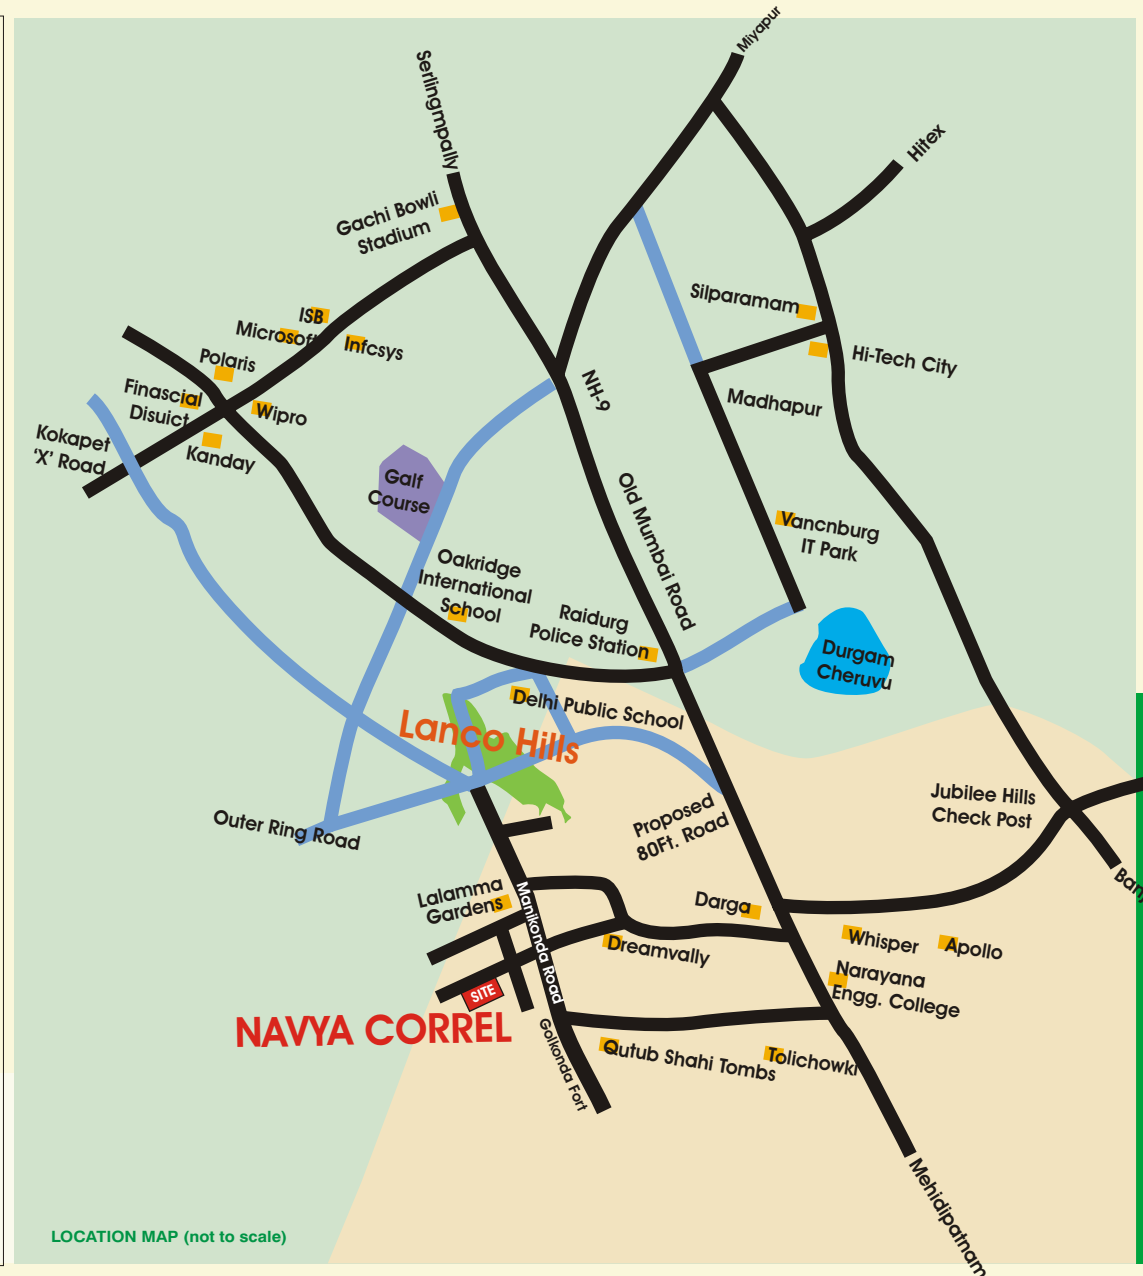 Miyapur
Serlingmpally
Hitex
Gachi Bowli
Stadium
Silparamam
ISB
Microsoft
Infcsys
Hi-Tech City
Polaris
NH-9
Madhapur
Finascial
Disuict
Wipro
Kokapet
'X' Road
Kanday
Galf
Course
Old Mumbai Road
Vancnburg
IT Park
Oakridge
International
School
Raidurg
Police Station
Durgam
Cheruvu
Delhi Public School
Lanco Hills
Jubilee Hills
Check Post
Proposed
80Ft. Road
Outer Ring Road
Lalamma
Gardens
Manikonda Road
Darga
Whisper
Apollo
Dreamvally
Narayana
Engg. College
SITE
NAVYA CORREL
Golkonda Fort
Qutub Shahi Tombs
Tolichowki
Mehidipatnam
LOCATION MAP (not to scale)